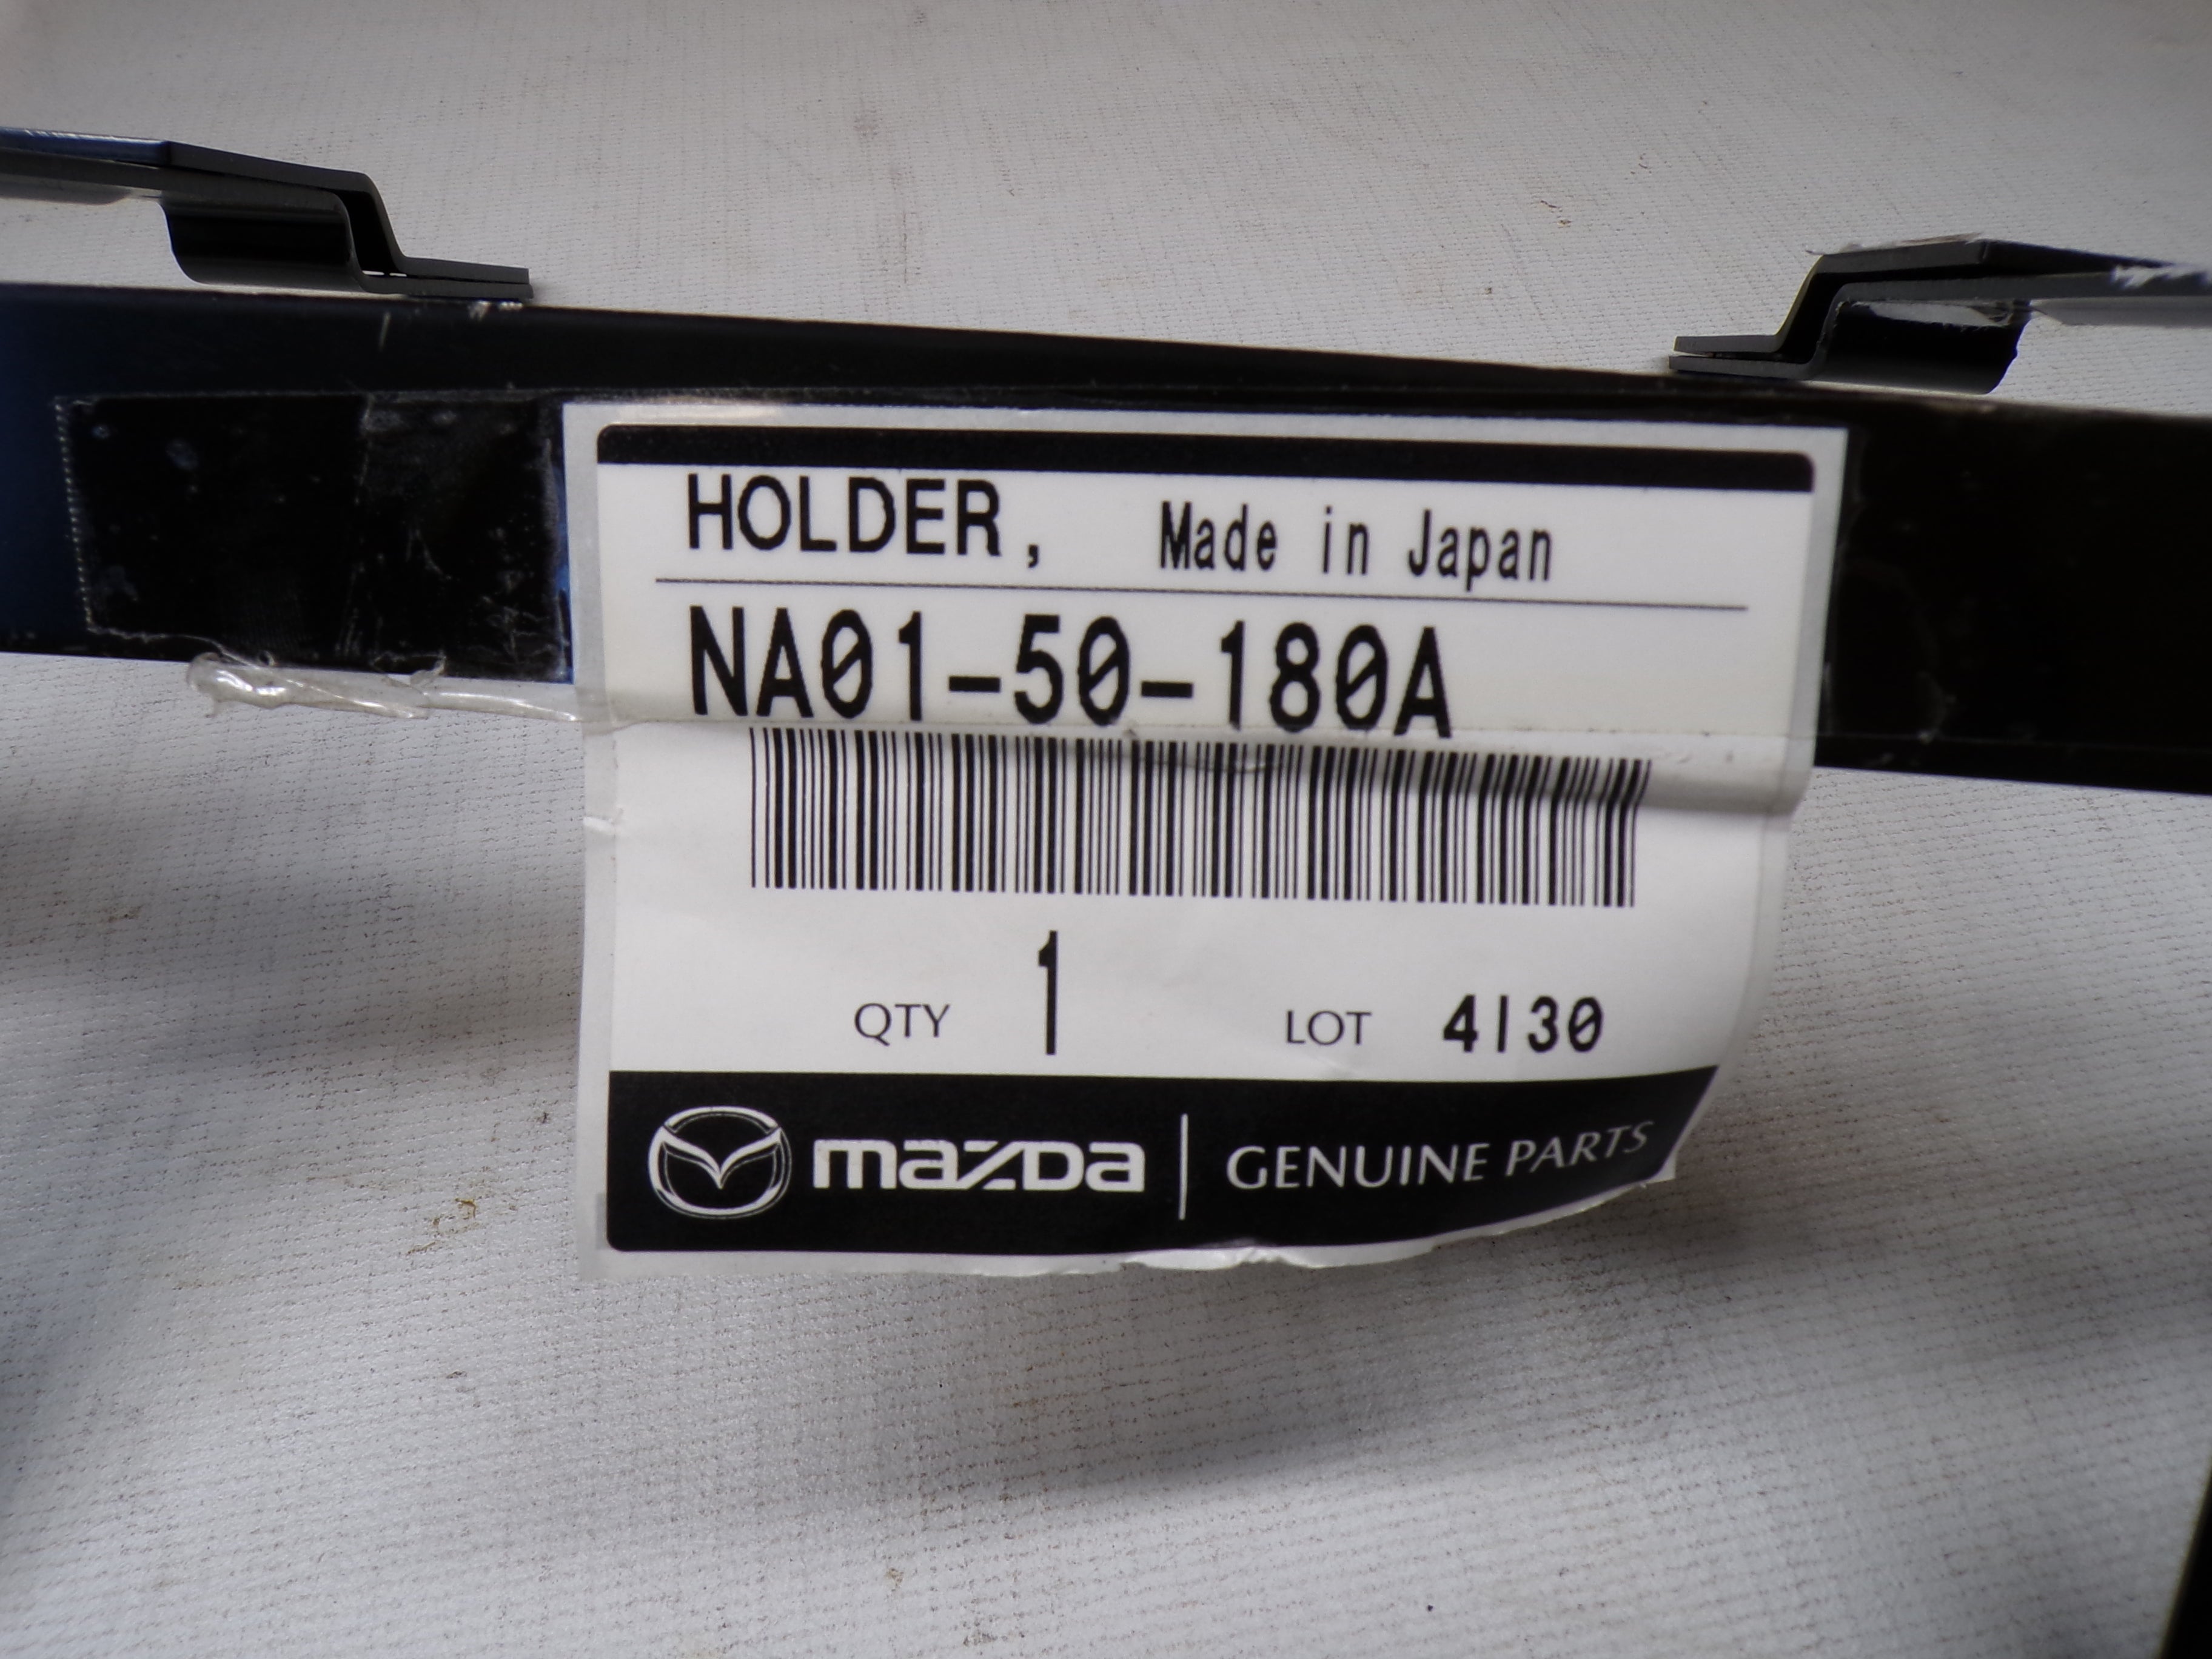 HOLDER, Made in Japan
NA01-50-180A
QTY 1 LOT 4130
mazDa | GENUINE PARTS